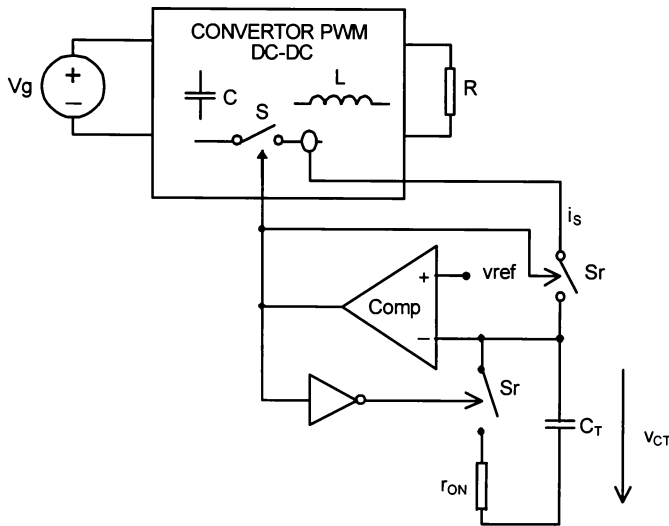 CONVERTOR PWM
DC-DC
Vg
+
−
C
L
S
R
iS
+
vref
Comp
−
Sr
Sr
CT
vCT
rON